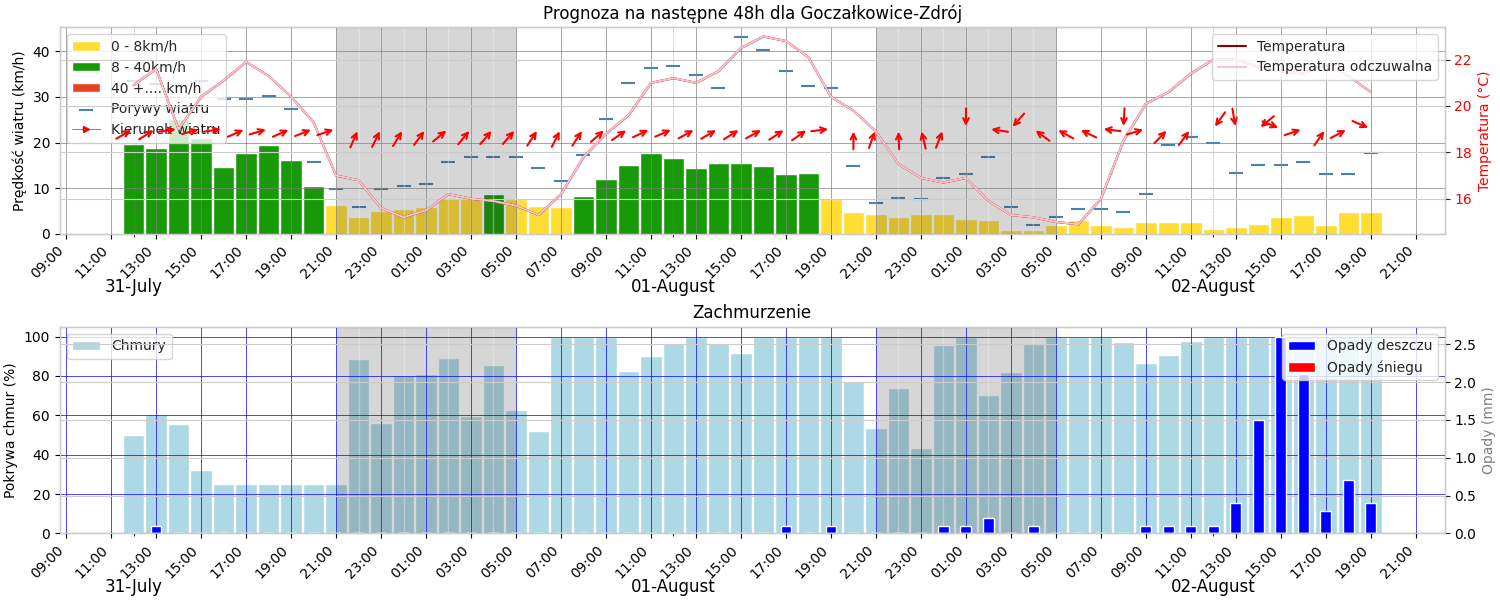 Prognoza na następne 48h dla Goczałkowice-Zdrój
Prędkość wiatru (km/h)
40
30
20
10
0
0 - 8km/h
8 - 40km/h
40 +.... km/h
Porywy wiatru
Kierunek wiatru
Temperatura
Temperatura odczuwalna
22
20
18
16
Temperatura (°C)
09:00 11:00 13:00 15:00 17:00 19:00 21:00 23:00 01:00 03:00 05:00 07:00 09:00 11:00 13:00 15:00 17:00 19:00 21:00 23:00 01:00 03:00 05:00 07:00 09:00 11:00 13:00 15:00 17:00 19:00 21:00
31-July 01-August 02-August
Zachmurzenie
Pokrywa chmur (%)
100
80
60
40
20
0
Chmury
Opady deszczu
Opady śniegu
2.5
2.0
1.5
1.0
0.5
0.0
Opady (mm)
09:00 11:00 13:00 15:00 17:00 19:00 21:00 23:00 01:00 03:00 05:00 07:00 09:00 11:00 13:00 15:00 17:00 19:00 21:00 23:00 01:00 03:00 05:00 07:00 09:00 11:00 13:00 15:00 17:00 19:00 21:00
31-July 01-August 02-August